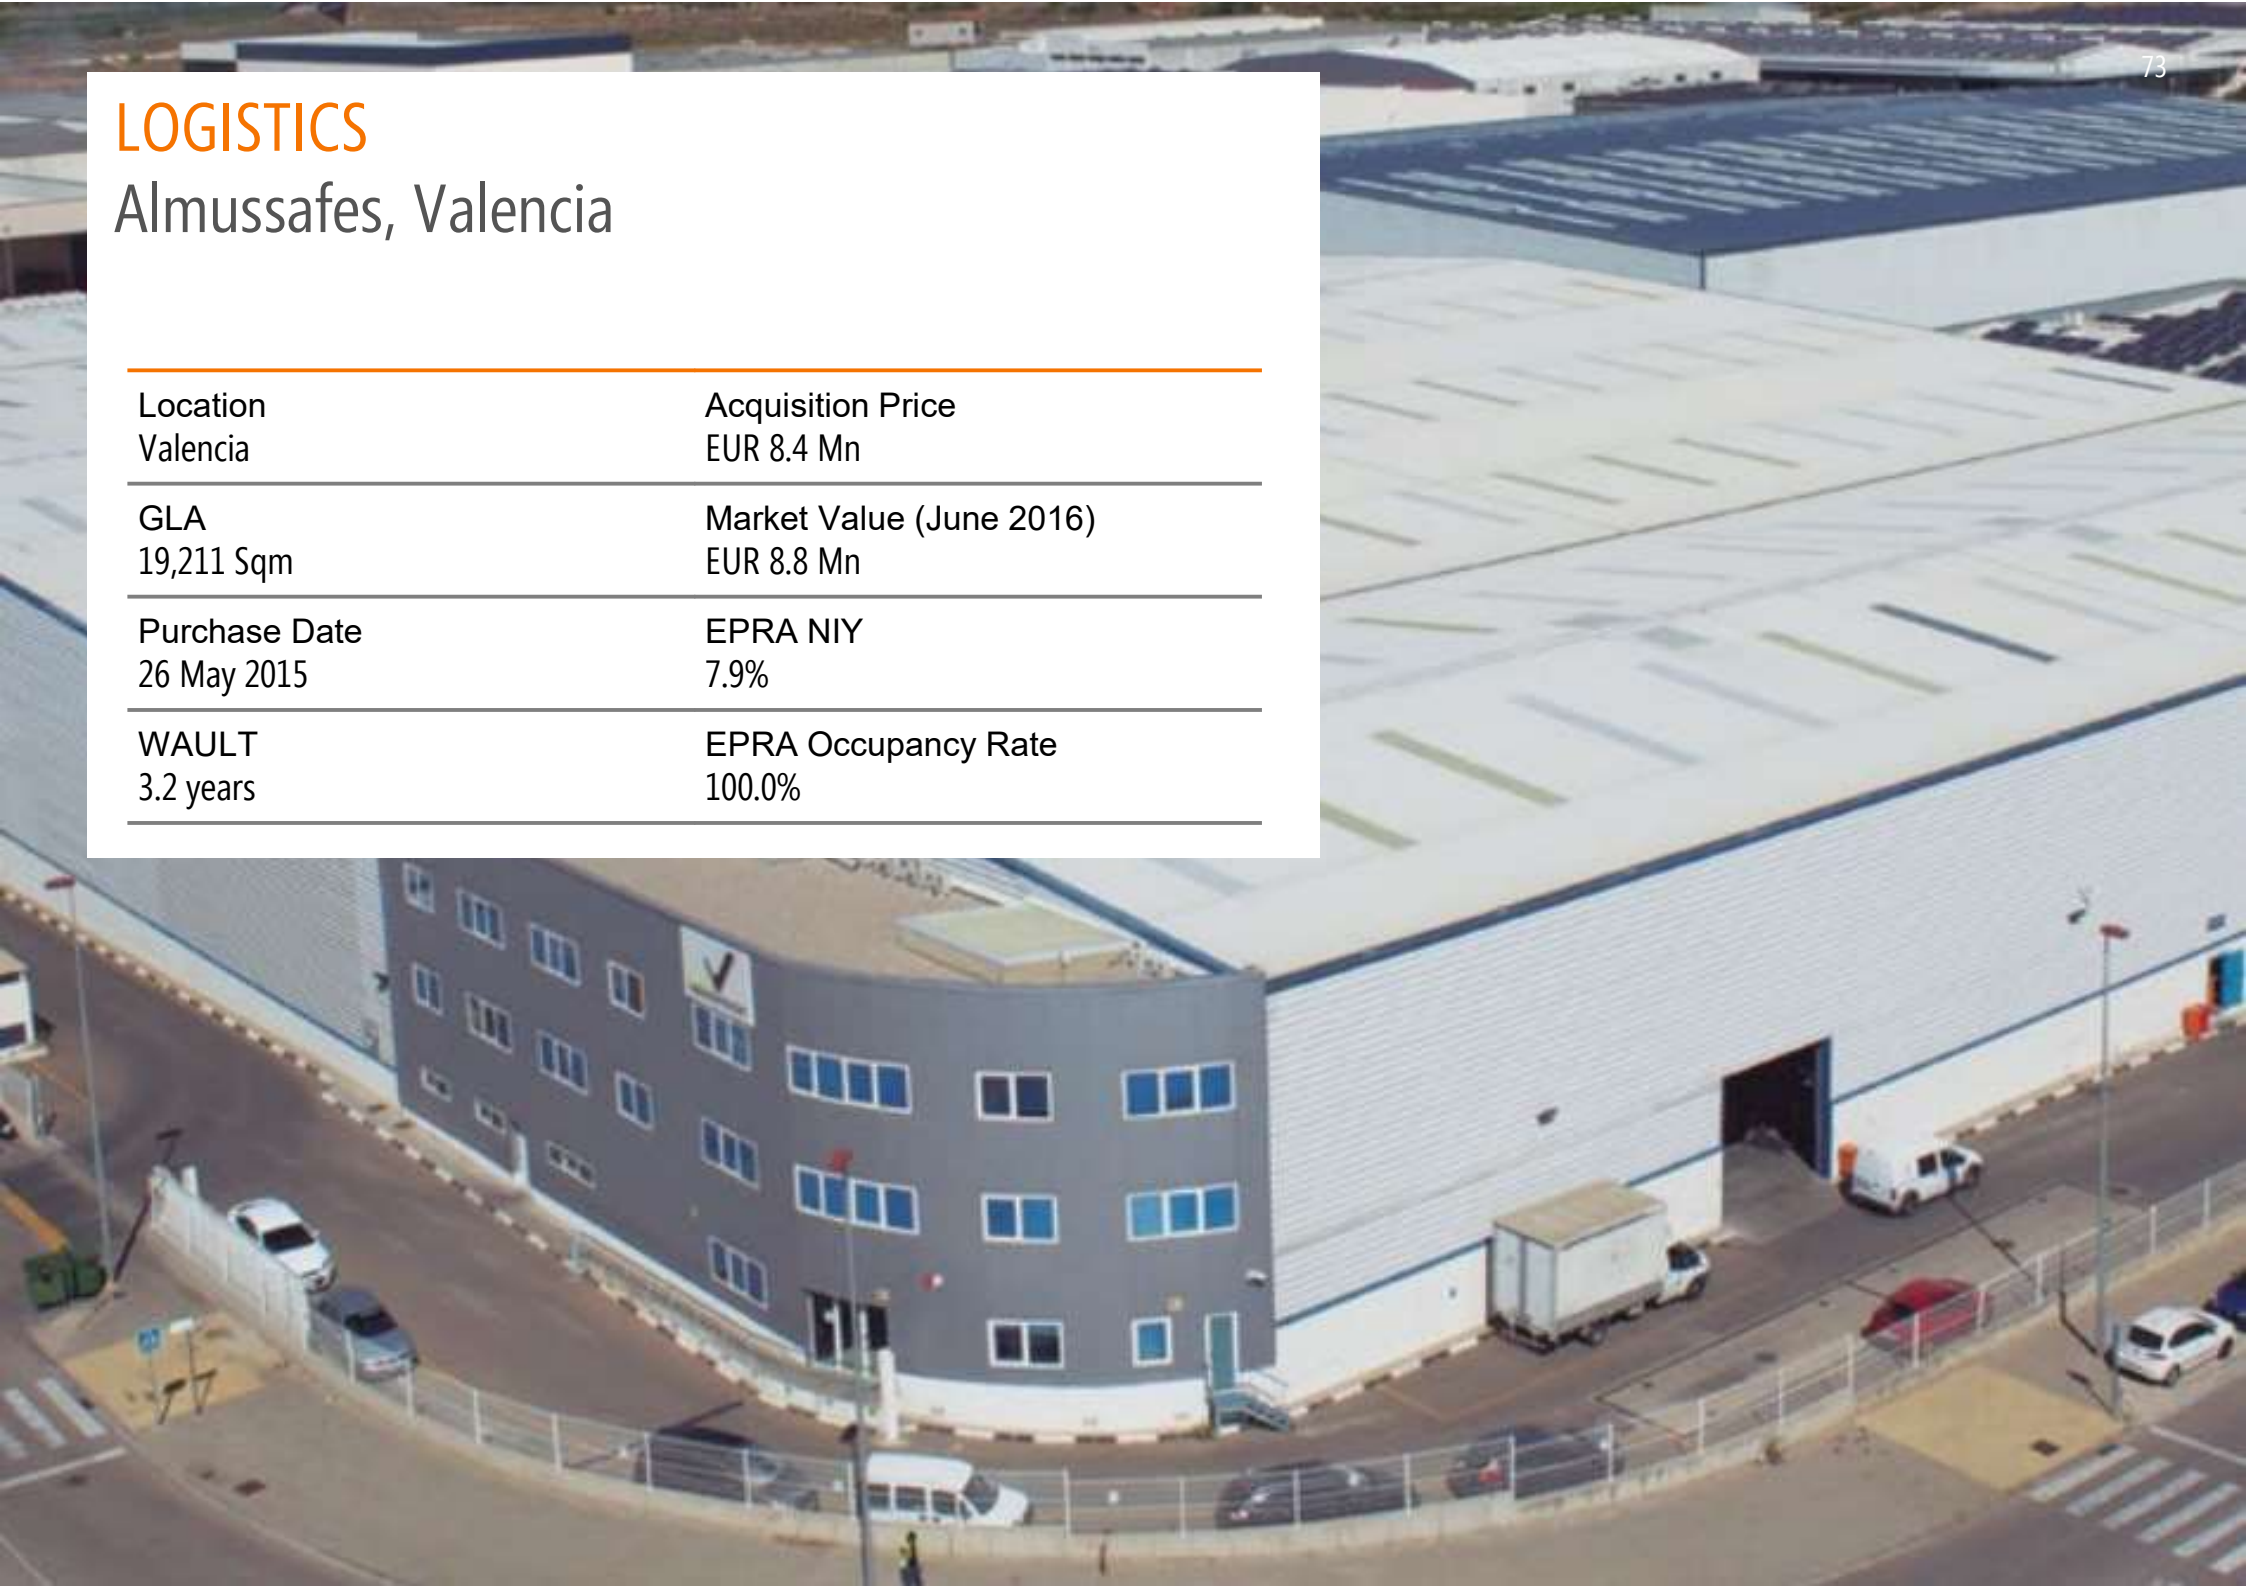 73
LOGISTICS
Almussafes, Valencia
Location
Valencia
Acquisition Price
EUR 8.4 Mn
GLA
19,211 Sqm
Market Value (June 2016)
EUR 8.8 Mn
Purchase Date
26 May 2015
EPRA NIY
7.9%
WAULT
3.2 years
EPRA Occupancy Rate
100.0%